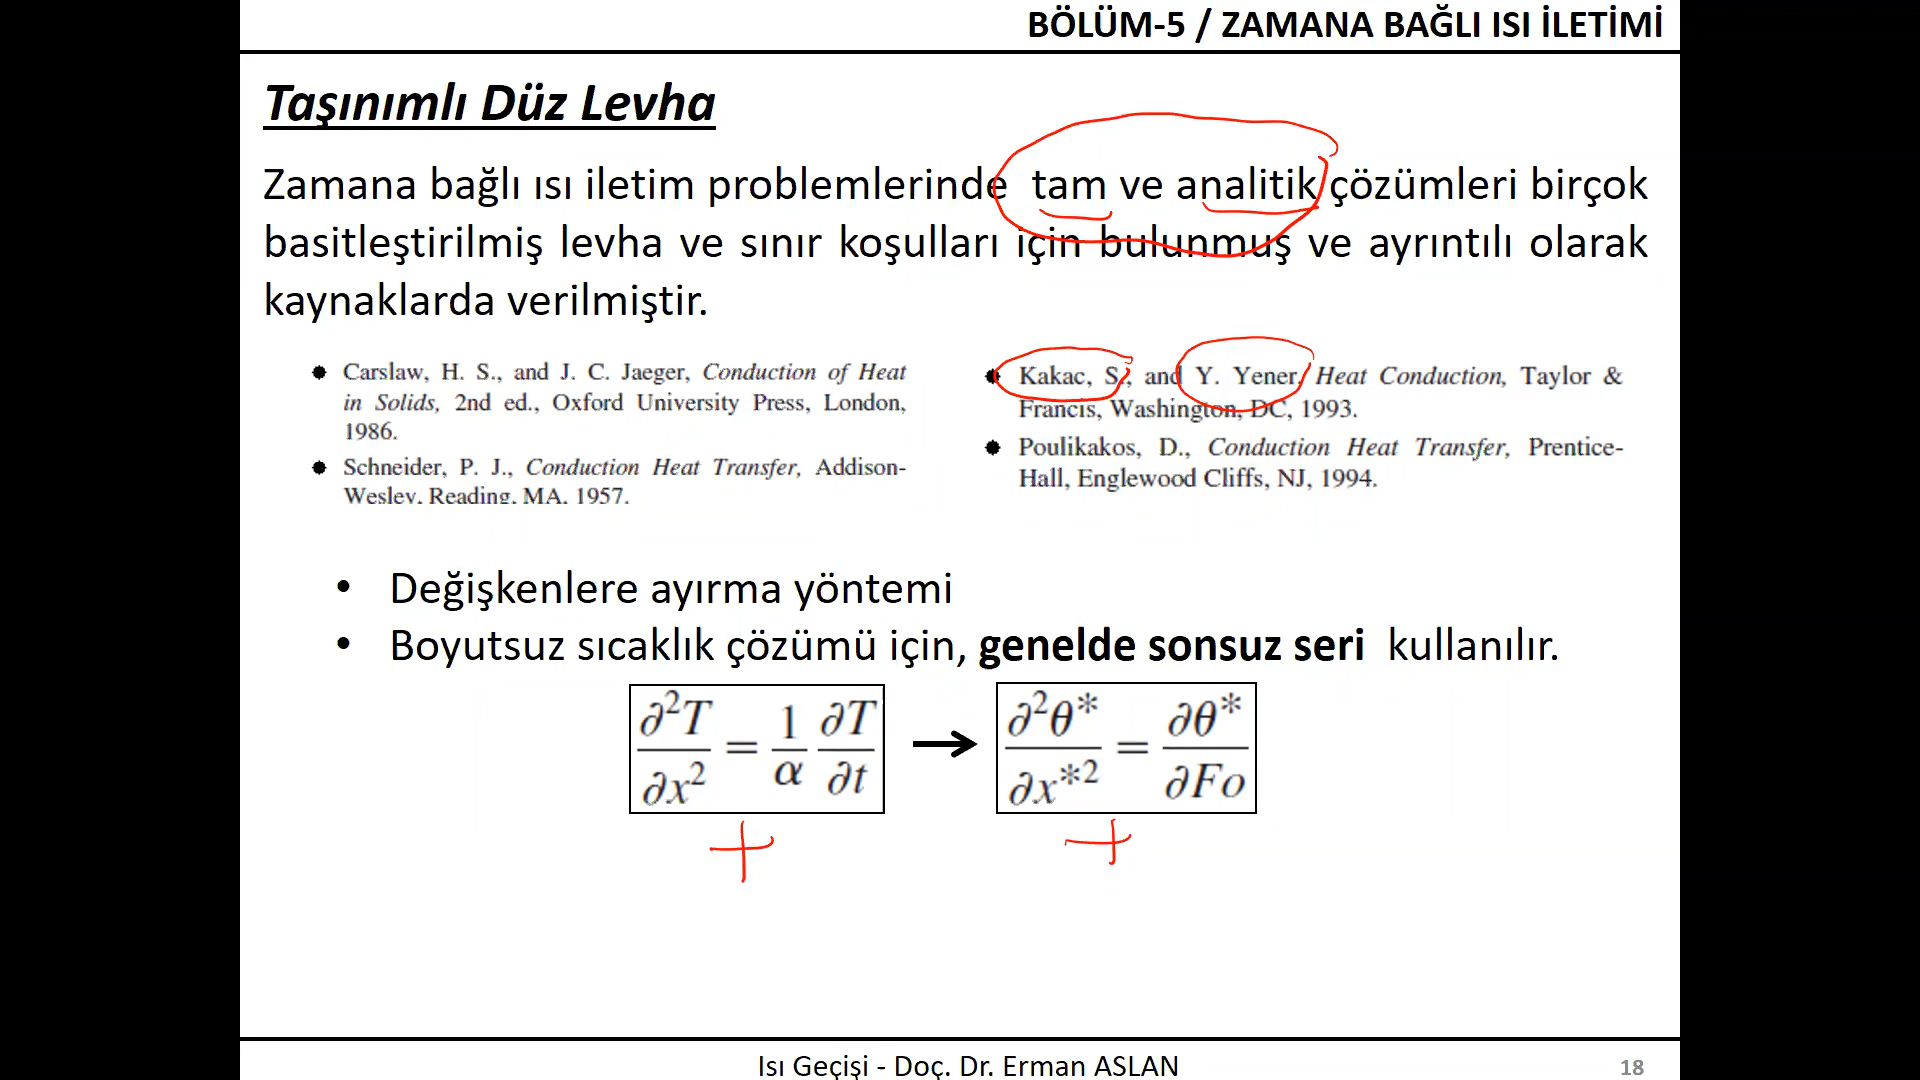 BÖLÜM-5 / ZAMANA BAĞLI ISI İLETİMİ
Taşınımlı Düz Levha
Zamana bağlı ısı iletim problemlerinde tam ve analitik çözümleri birçok
basitleştirilmiş levha ve sınır koşulları için bulunmuş ve ayrıntılı olarak
kaynaklarda verilmiştir.
Carslaw, H. S., and J. C. Jaeger, Conduction of Heat
in Solids, 2nd ed., Oxford University Press, London,
1986.
Schneider, P. J., Conduction Heat Transfer, Addison-
Wesley, Reading, MA, 1957.
Kakac, S., and Y. Yener, Heat Conduction, Taylor &
Francis, Washington, DC, 1993.
Poulikakos, D., Conduction Heat Transfer, Prentice-
Hall, Englewood Cliffs, NJ, 1994.
• Değişkenlere ayırma yöntemi
• Boyutsuz sıcaklık çözümü için, genelde sonsuz seri kullanılır.
∂²T/∂x² = 1/α ∂T/∂t → ∂²θ*/∂x*² = ∂θ*/∂Fo
Isı Geçişi - Doç. Dr. Erman ASLAN
18